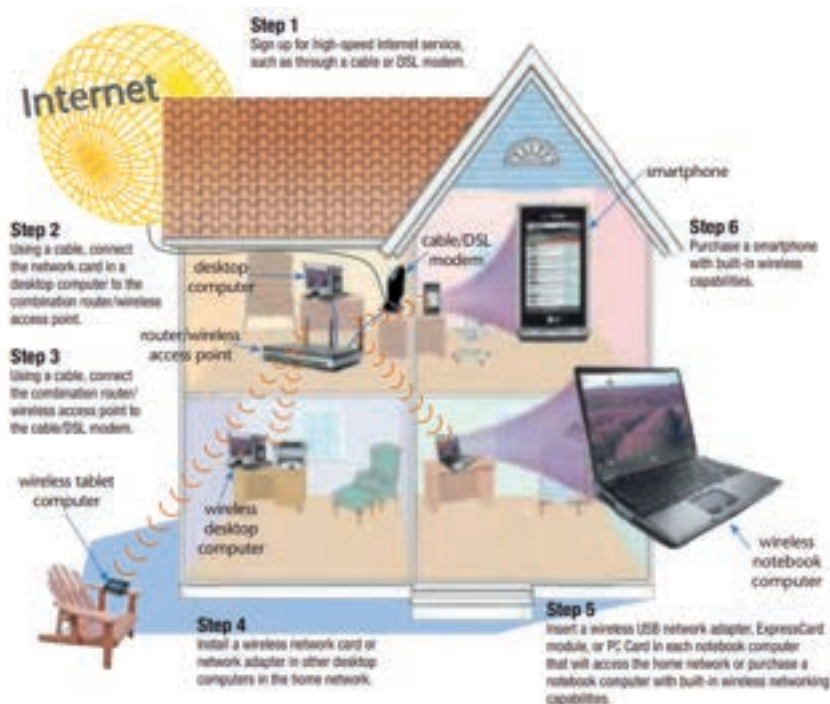 Step 1
Sign up for high-speed Internet service,
such as through a cable or DSL modem.
Internet
smartphone
Step 2
Using a cable, connect
the network card in a
desktop computer to the
combination router/wireless
access point.
desktop
computer
cable/DSL
modem
Step 6
Purchase a smartphone
with built-in wireless
capabilities.
router/wireless
access point
Step 3
Using a cable, connect
the combination router/
wireless access point to
the cable/DSL modem.
wireless tablet
computer
wireless
desktop
computer
wireless
notebook
computer
Step 4
Install a wireless network card or
network adapter in other desktop
computers in the home network.
Step 5
Insert a wireless USB network adapter, ExpressCard
module, or PC Card in each notebook computer
that will access the home network or purchase a
notebook computer with built-in wireless networking
capabilities.